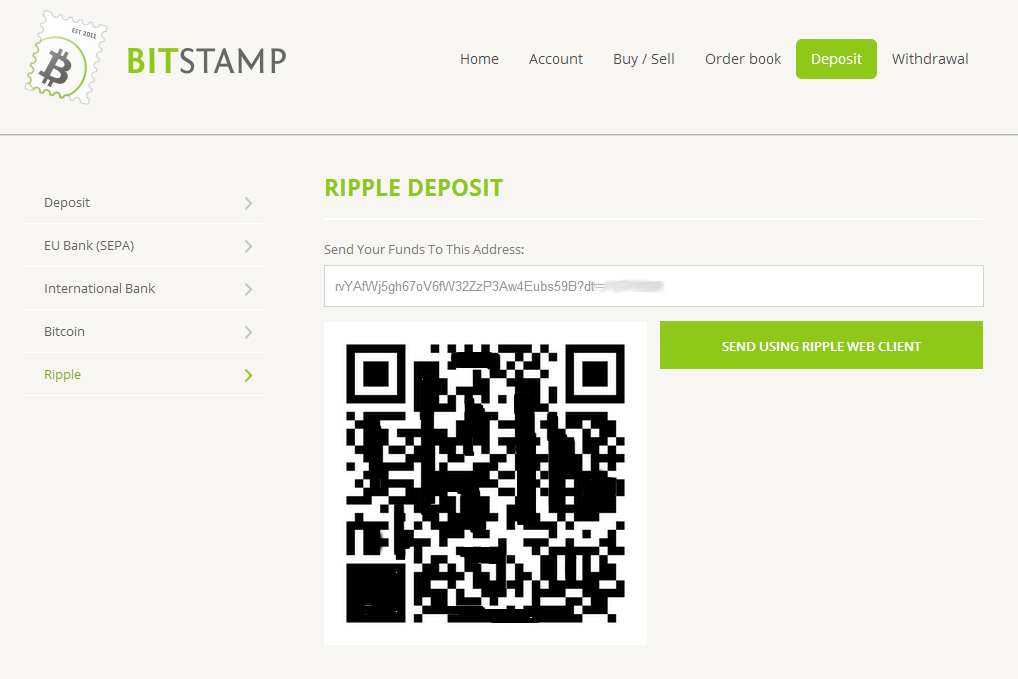 EST 2011
BITSTAMP
Home Account Buy / Sell Order book Deposit Withdrawal
Deposit
EU Bank (SEPA)
International Bank
Bitcoin
Ripple
RIPPLE DEPOSIT
Send Your Funds To This Address:
rvYAfWj5gh67oV6fW32ZzP3Aw4Eubs59B?dt=
SEND USING RIPPLE WEB CLIENT